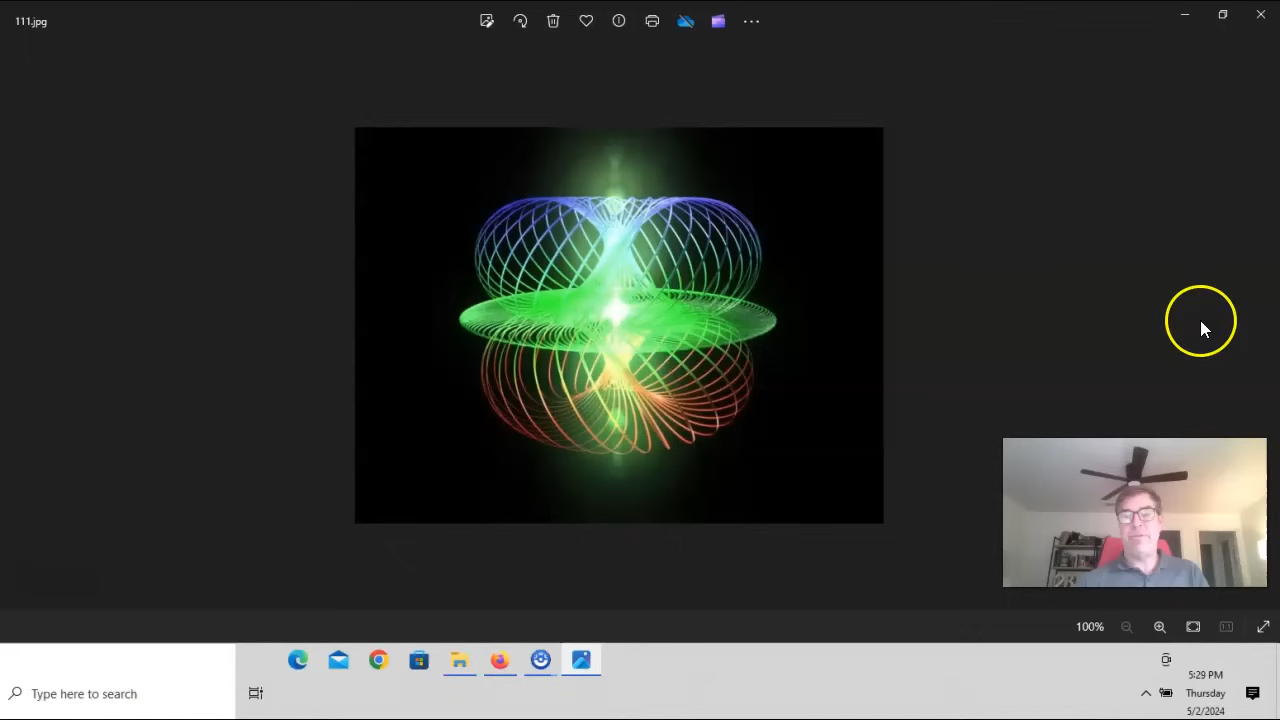 111.jpg
100%
Type here to search
5:29 PM
Thursday
5/2/2024